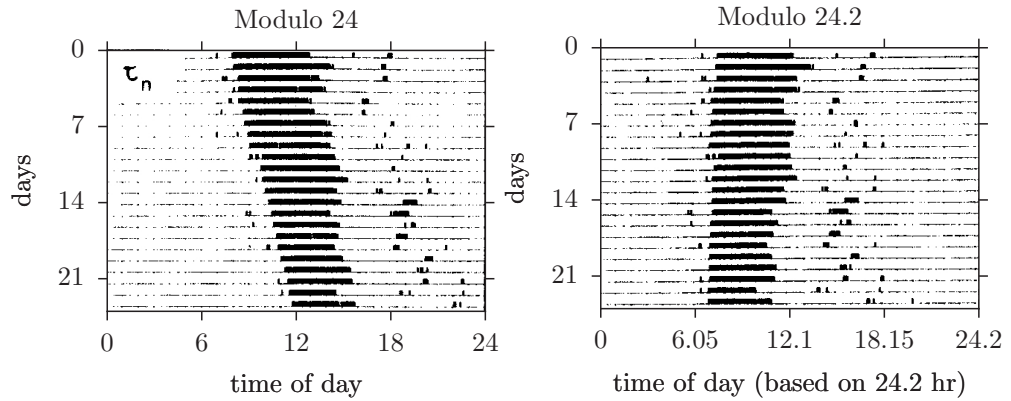 Modulo 24
0
7
14
21
days
τn
0 6 12 18 24
time of day
Modulo 24.2
0
7
14
21
days
0 6.05 12.1 18.15 24.2
time of day (based on 24.2 hr)